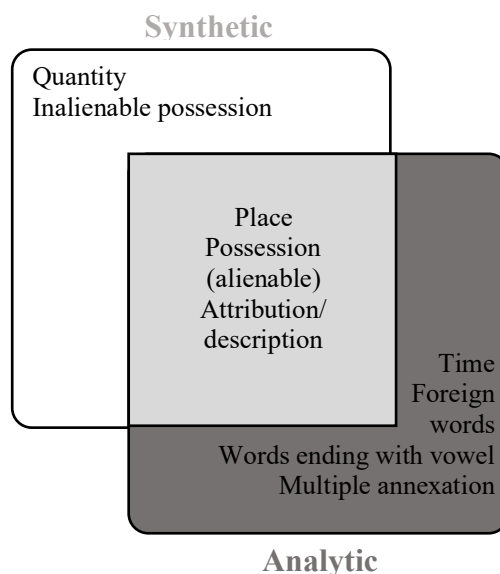 Synthetic
Quantity
Inalienable possession
Place
Possession
(alienable)
Attribution/
description
Time
Foreign
words
Words ending with vowel
Multiple annexation
Analytic